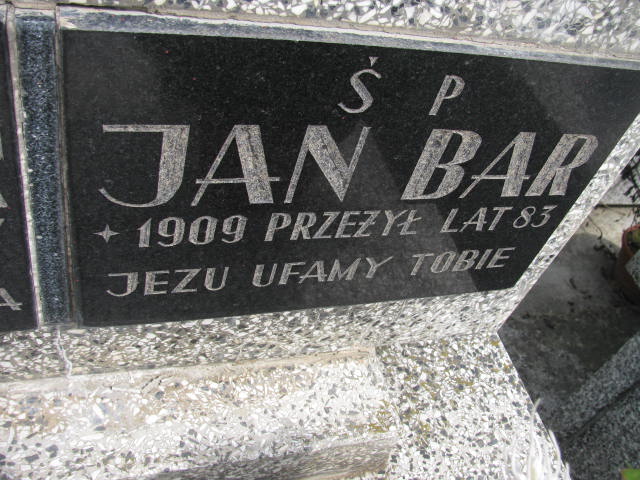 Ś P
JAN BAR
+ 1909 PRZEŻYŁ LAT 83
JEZU UFAMY TOBIE